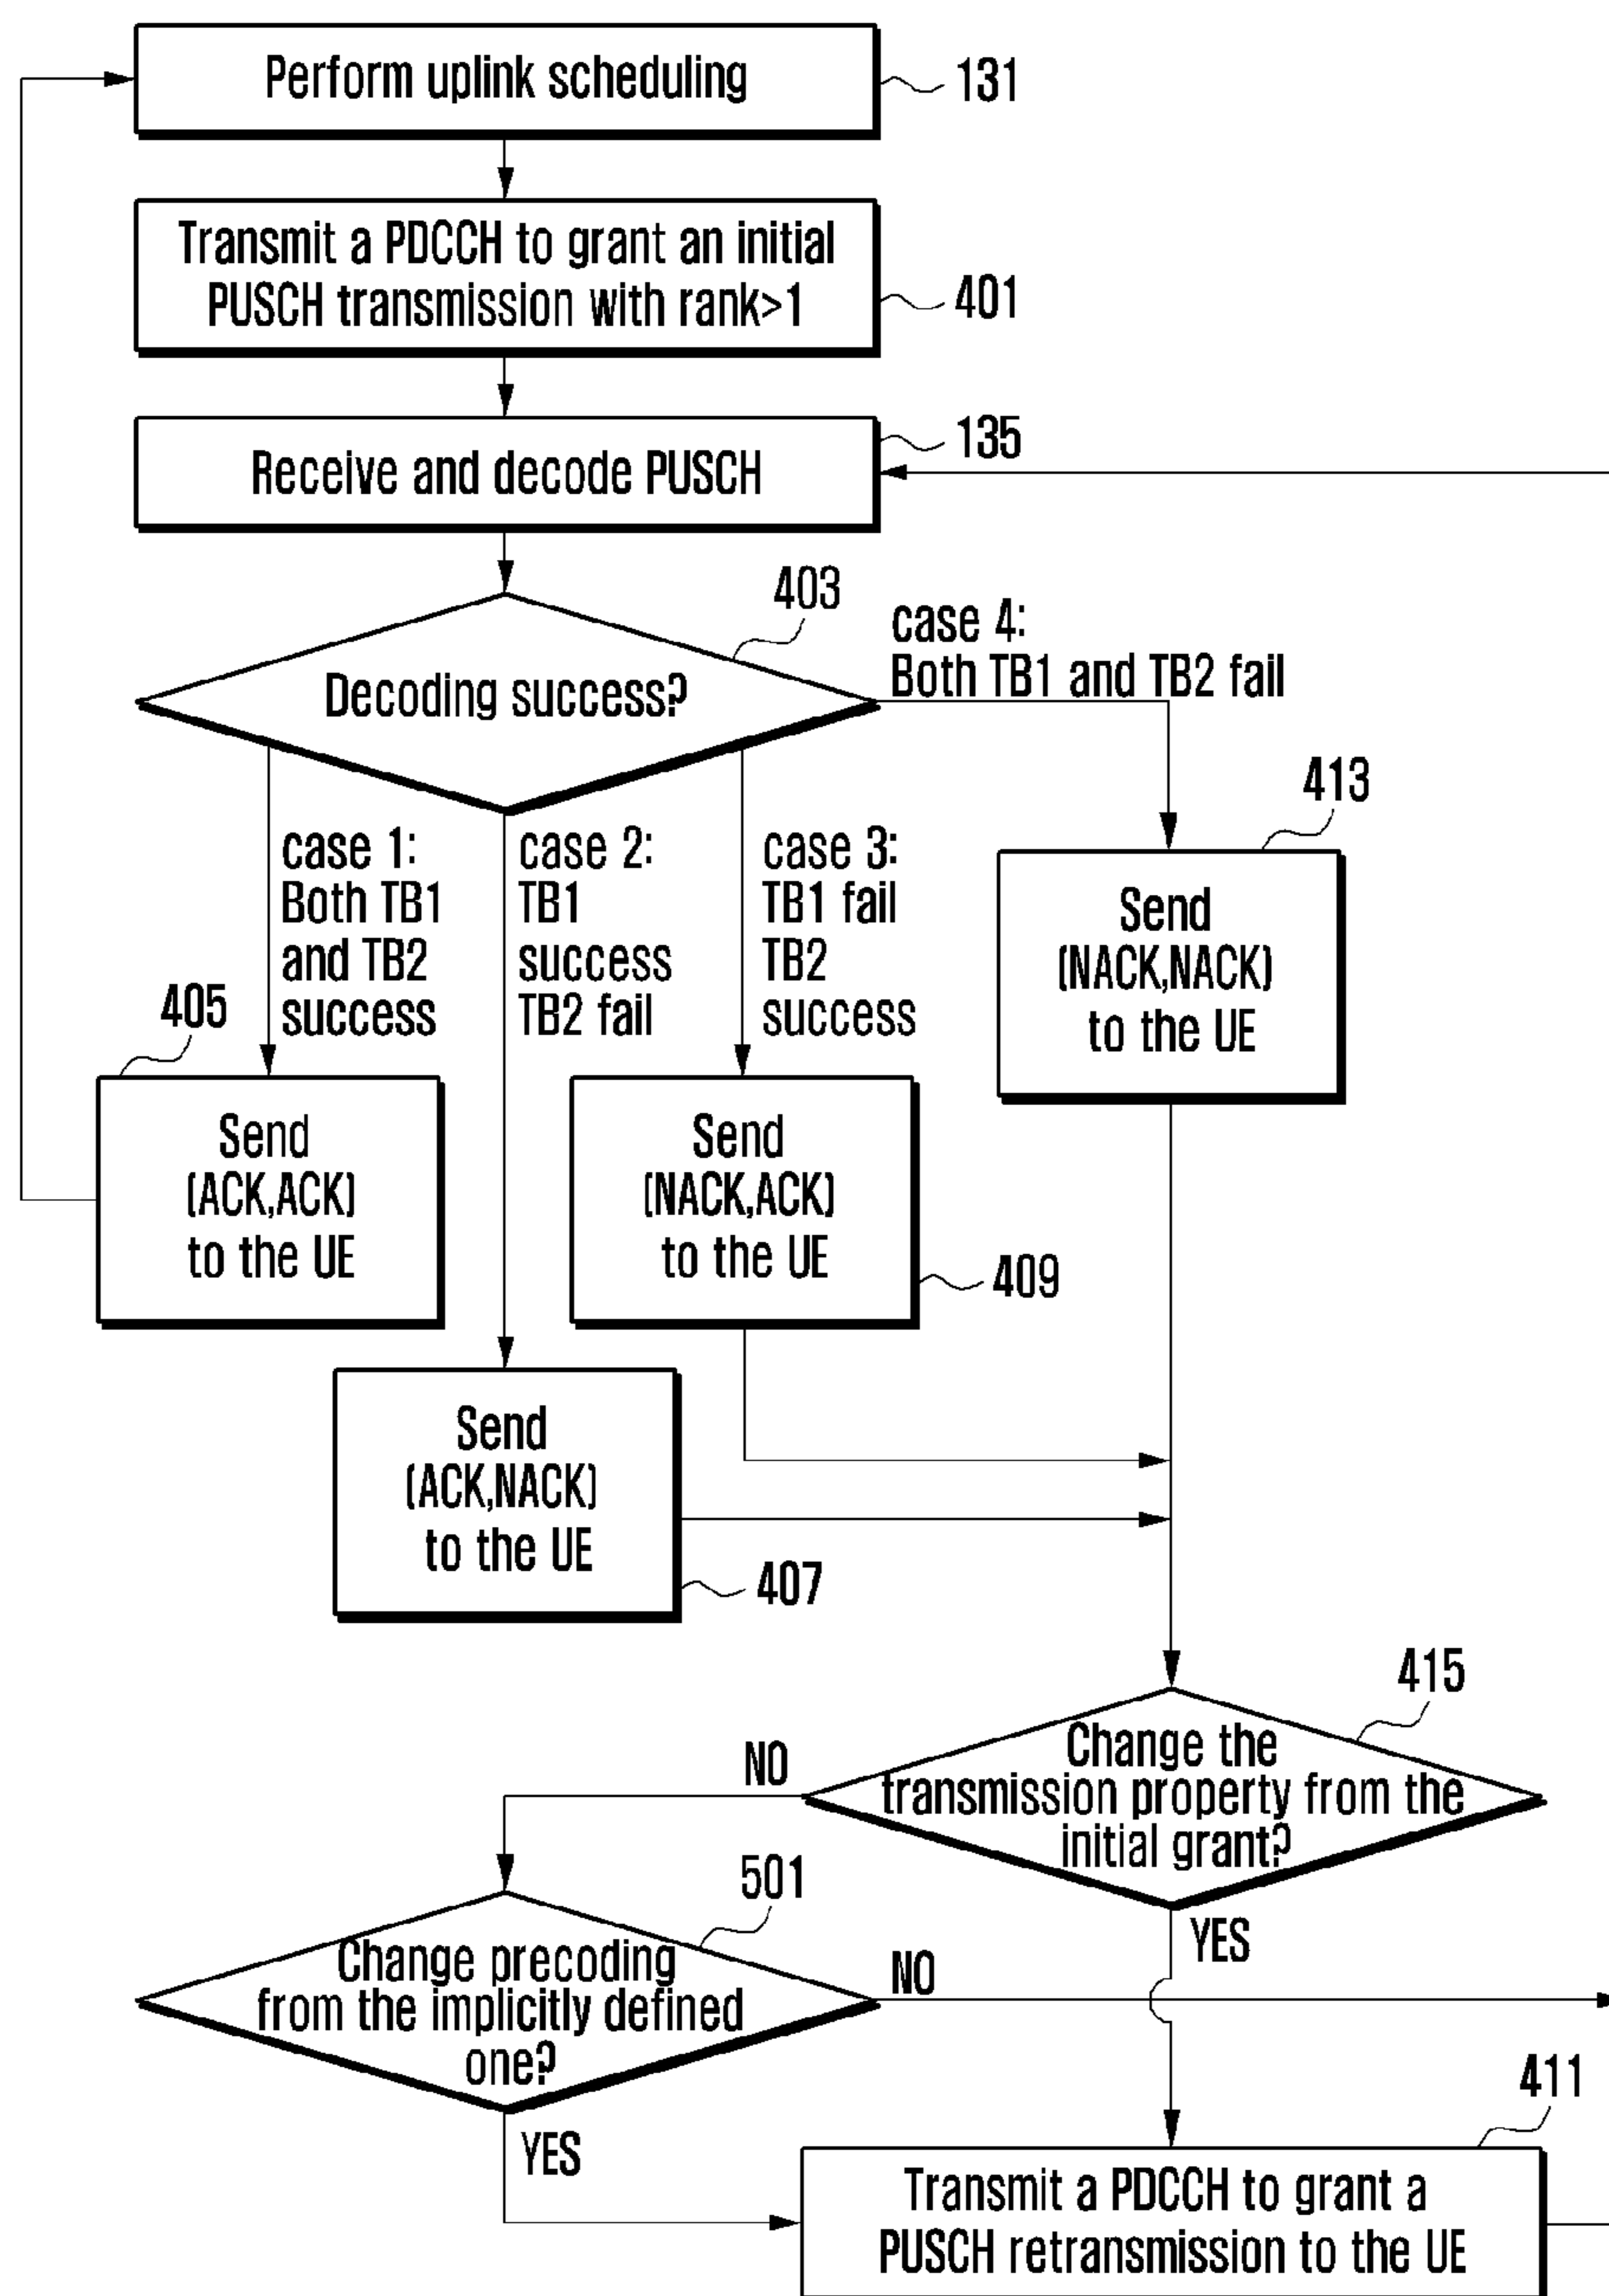 Perform uplink scheduling
131
Transmit a PDCCH to grant an initial
PUSCH transmission with rank>1
401
Receive and decode PUSCH
135
Decoding success?
403
case 4:
Both TB1 and TB2 fail
case 1:
Both TB1
and TB2
success
case 2:
TB1
success
TB2 fail
case 3:
TB1 fail
TB2
success
413
Send
(NACK,NACK)
to the UE
405
Send
(ACK,ACK)
to the UE
Send
(NACK,ACK)
to the UE
409
Send
(ACK,NACK)
to the UE
407
415
Change the
transmission property from the
initial grant?
NO
YES
501
Change precoding
from the implicitly defined
one?
NO
YES
411
Transmit a PDCCH to grant a
PUSCH retransmission to the UE